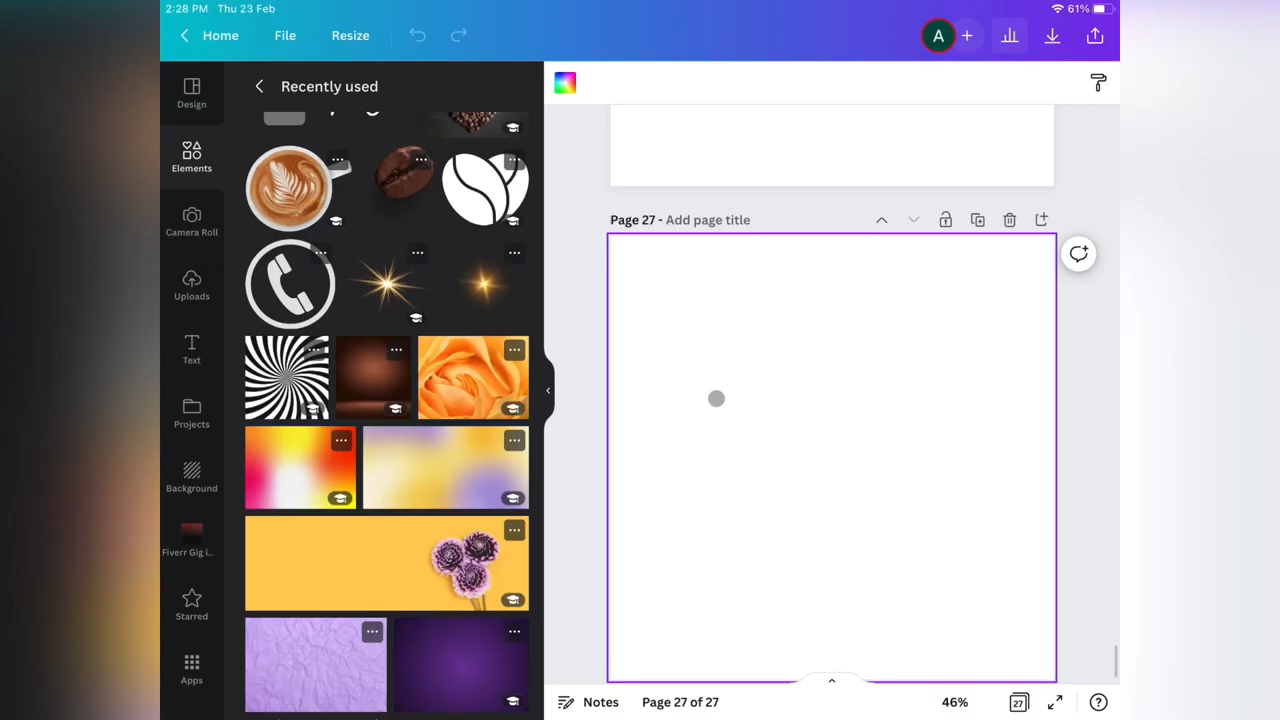 2:28 PM Thu 23 Feb
61%
Home
File
Resize
A
Recently used
Design
Elements
Camera Roll
Uploads
Text
Projects
Background
Fiverr Gig i...
Starred
Apps
Page 27 - Add page title
Notes
Page 27 of 27
46%
27